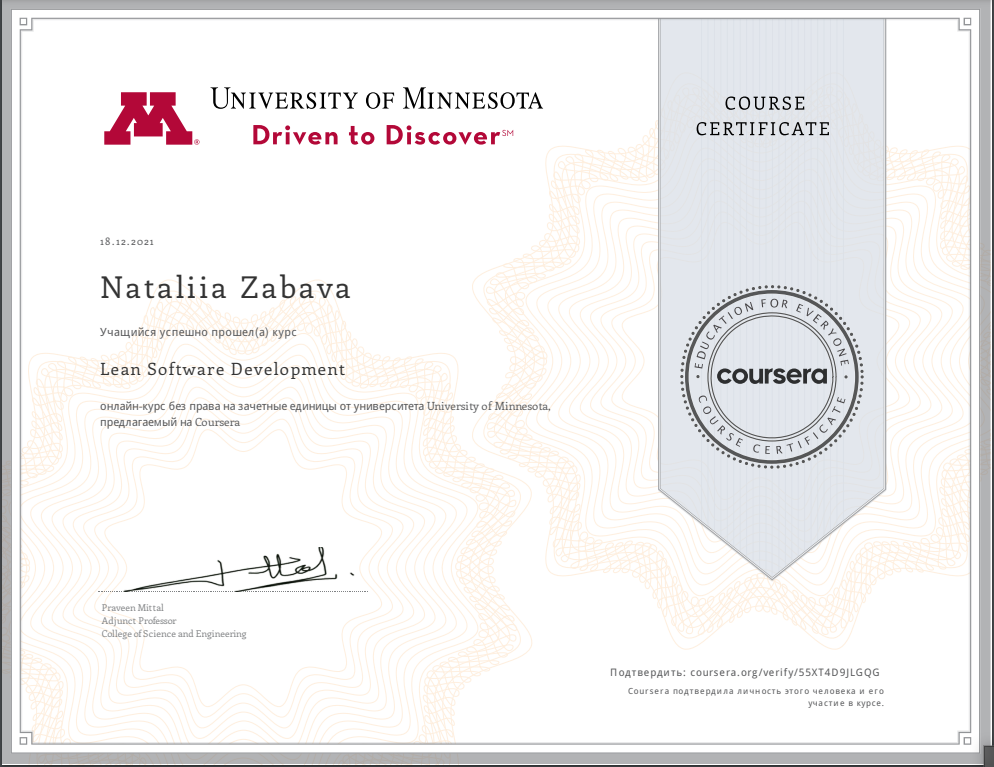 UNIVERSITY OF MINNESOTA
Driven to Discover℠
COURSE
CERTIFICATE
18.12.2021
Nataliia Zabava
Учащийся успешно прошел(а) курс
Lean Software Development
онлайн-курс без права на зачетные единицы от университета University of Minnesota,
предлагаемый на Coursera
EDUCATION FOR EVERYONE
coursera
COURSE CERTIFICATE
Praveen Mittal
Adjunct Professor
College of Science and Engineering
Подтвердить: coursera.org/verify/55XT4D9JLGQG
Coursera подтвердила личность этого человека и его
участие в курсе.